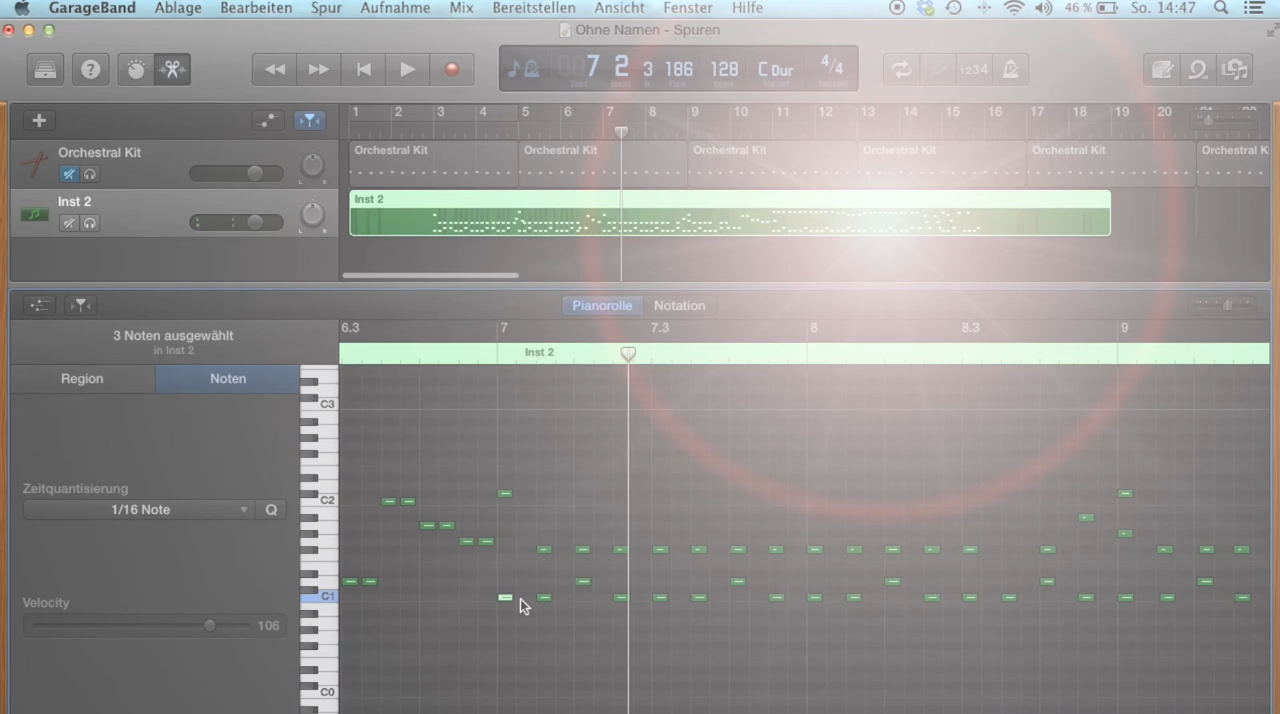 GarageBand Ablage Bearbeiten Spur Aufnahme Mix Bereitstellen Ansicht Fenster Hilfe 46 % So. 14:47
Ohne Namen - Spuren
7 2 3 186 128 C Dur 4/4
1234
1 2 3 4 5 6 7 8 9 10 11 12 13 14 15 16 17 18 19 20
Orchestral Kit
L R
Orchestral Kit Orchestral Kit Orchestral Kit Orchestral Kit Orchestral Kit Orchestral K
Inst 2
L R
Inst 2
Pianorolle Notation
3 Noten ausgewählt
in Inst 2
6.3 7 7.3 8 8.3 9
Inst 2
Region Noten
C3
Zeitquantisierung
1/16 Note Q
C2
Velocity
106
C1
C0